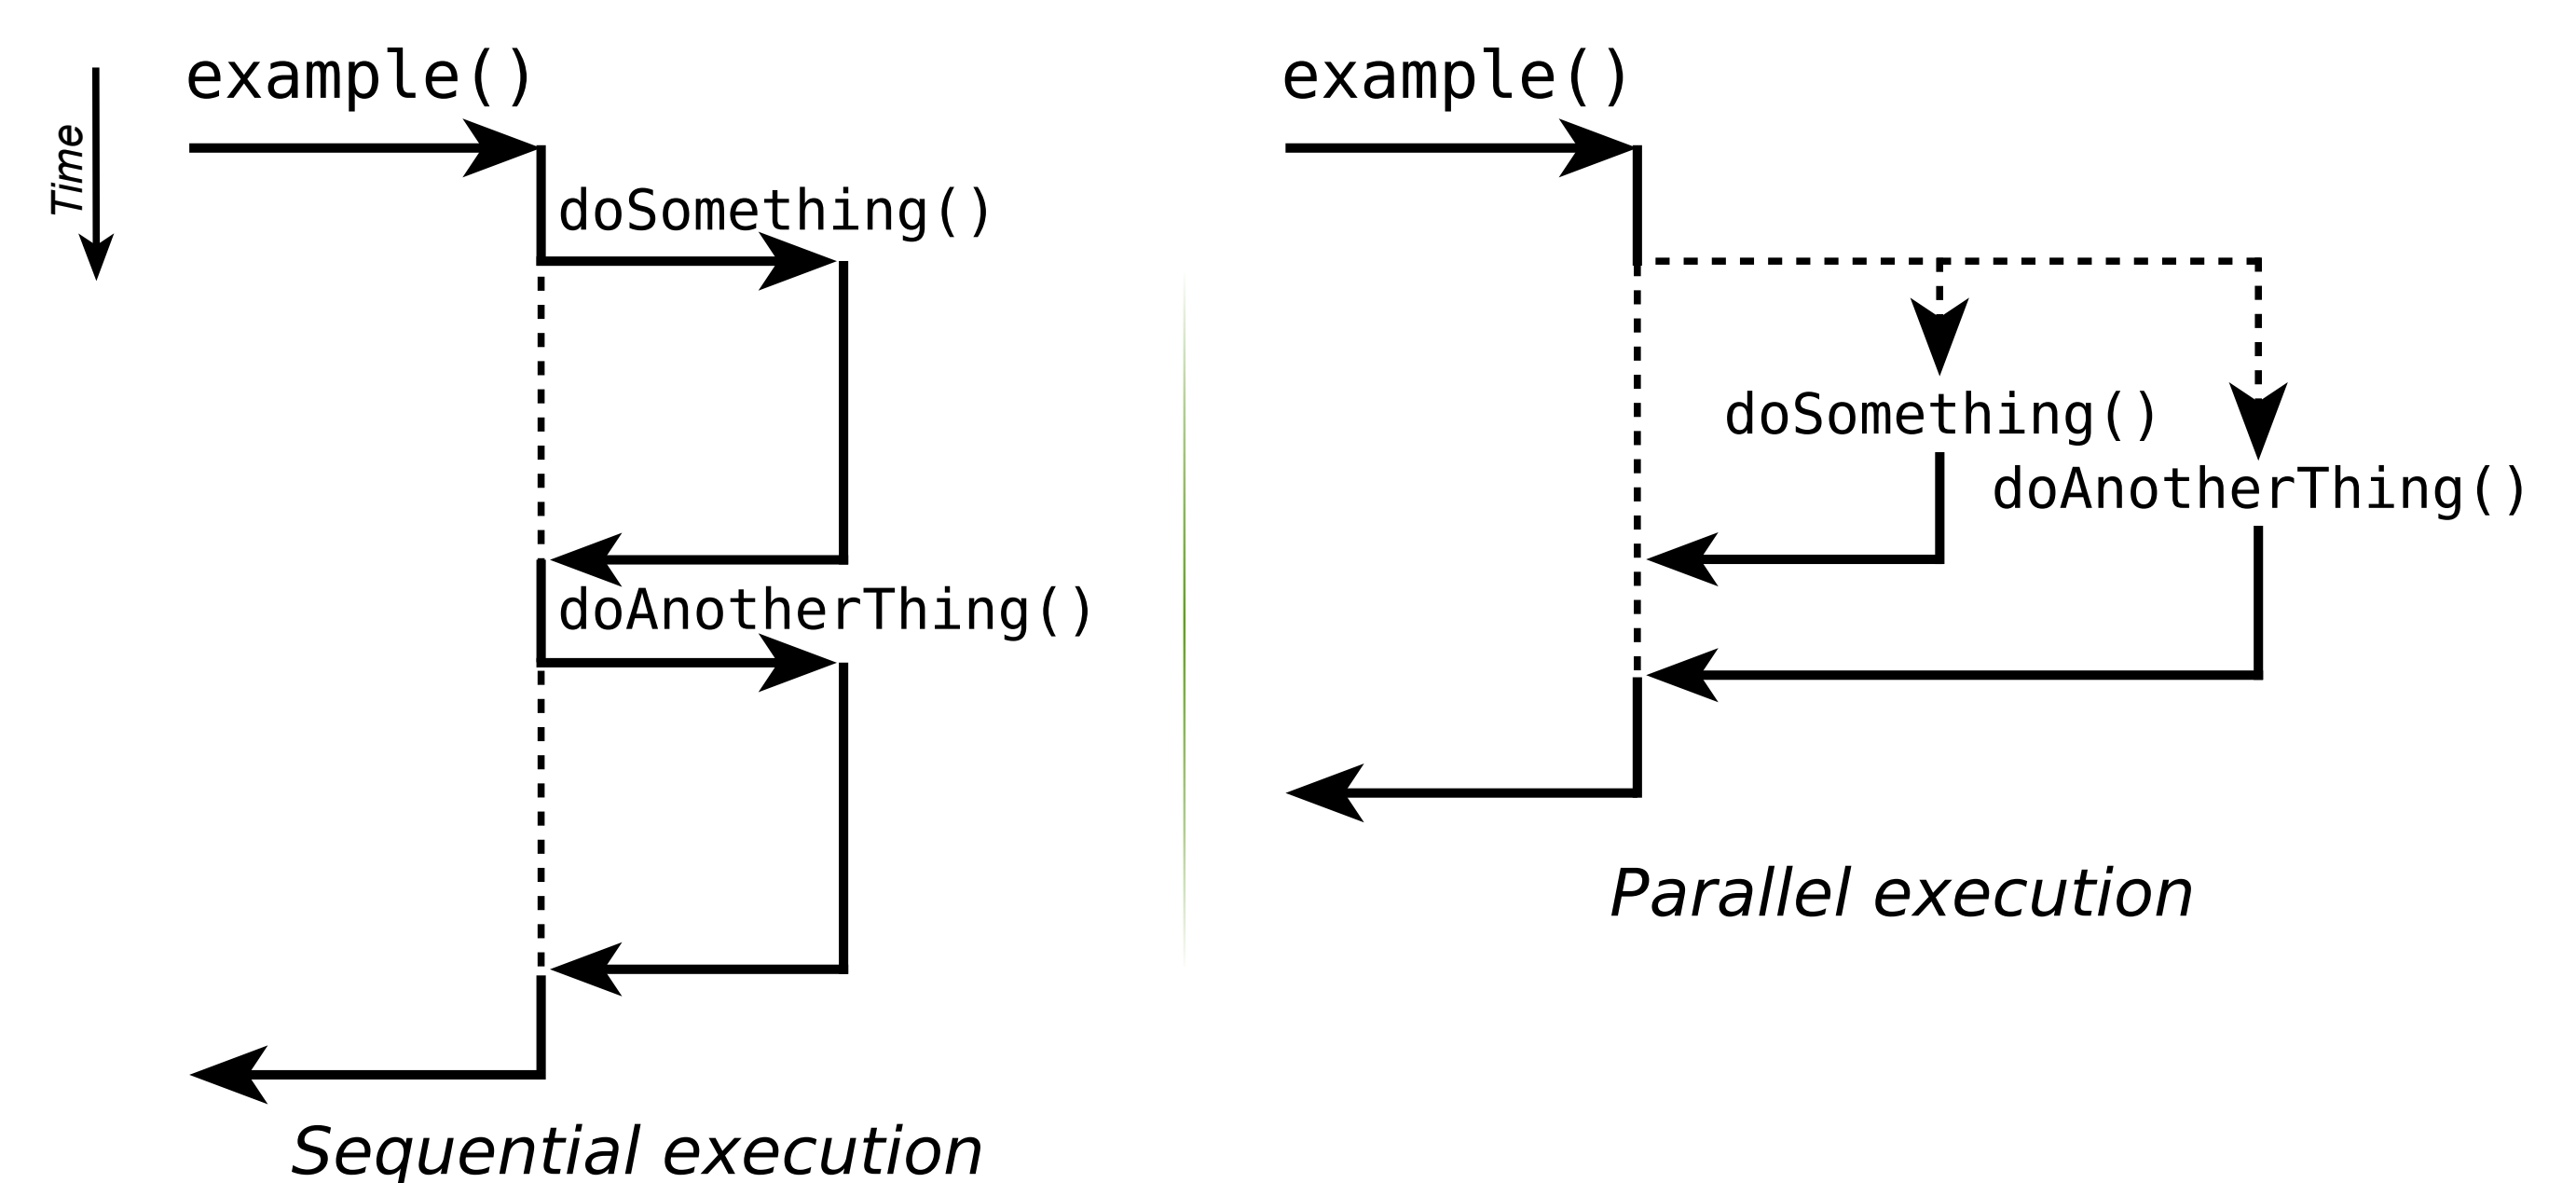 Time
example()
doSomething()
doAnotherThing()
Sequential execution
example()
doSomething()
doAnotherThing()
Parallel execution